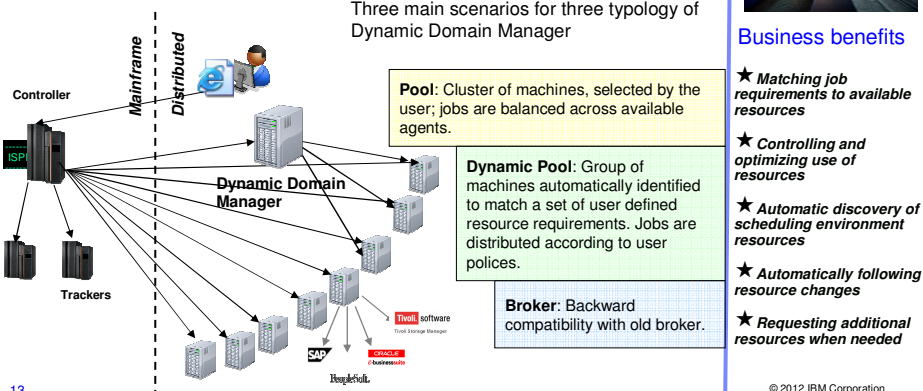 Three main scenarios for three typology of
Dynamic Domain Manager
Mainframe
Distributed
Controller
ISP
Dynamic Domain
Manager
Trackers
Pool: Cluster of machines, selected by the
user; jobs are balanced across available
agents.
Dynamic Pool: Group of
machines automatically identified
to match a set of user defined
resource requirements. Jobs are
distributed according to user
polices.
Broker: Backward
compatibility with old broker.
Tivoli. software
Tivoli Storage Manager
SAP
ORACLE
e-businesssuite
PeopleSoft.
Business benefits
★ Matching job
requirements to available
resources
★ Controlling and
optimizing use of
resources
★ Automatic discovery of
scheduling environment
resources
★ Automatically following
resource changes
★ Requesting additional
resources when needed
13
© 2012 IBM Corporation